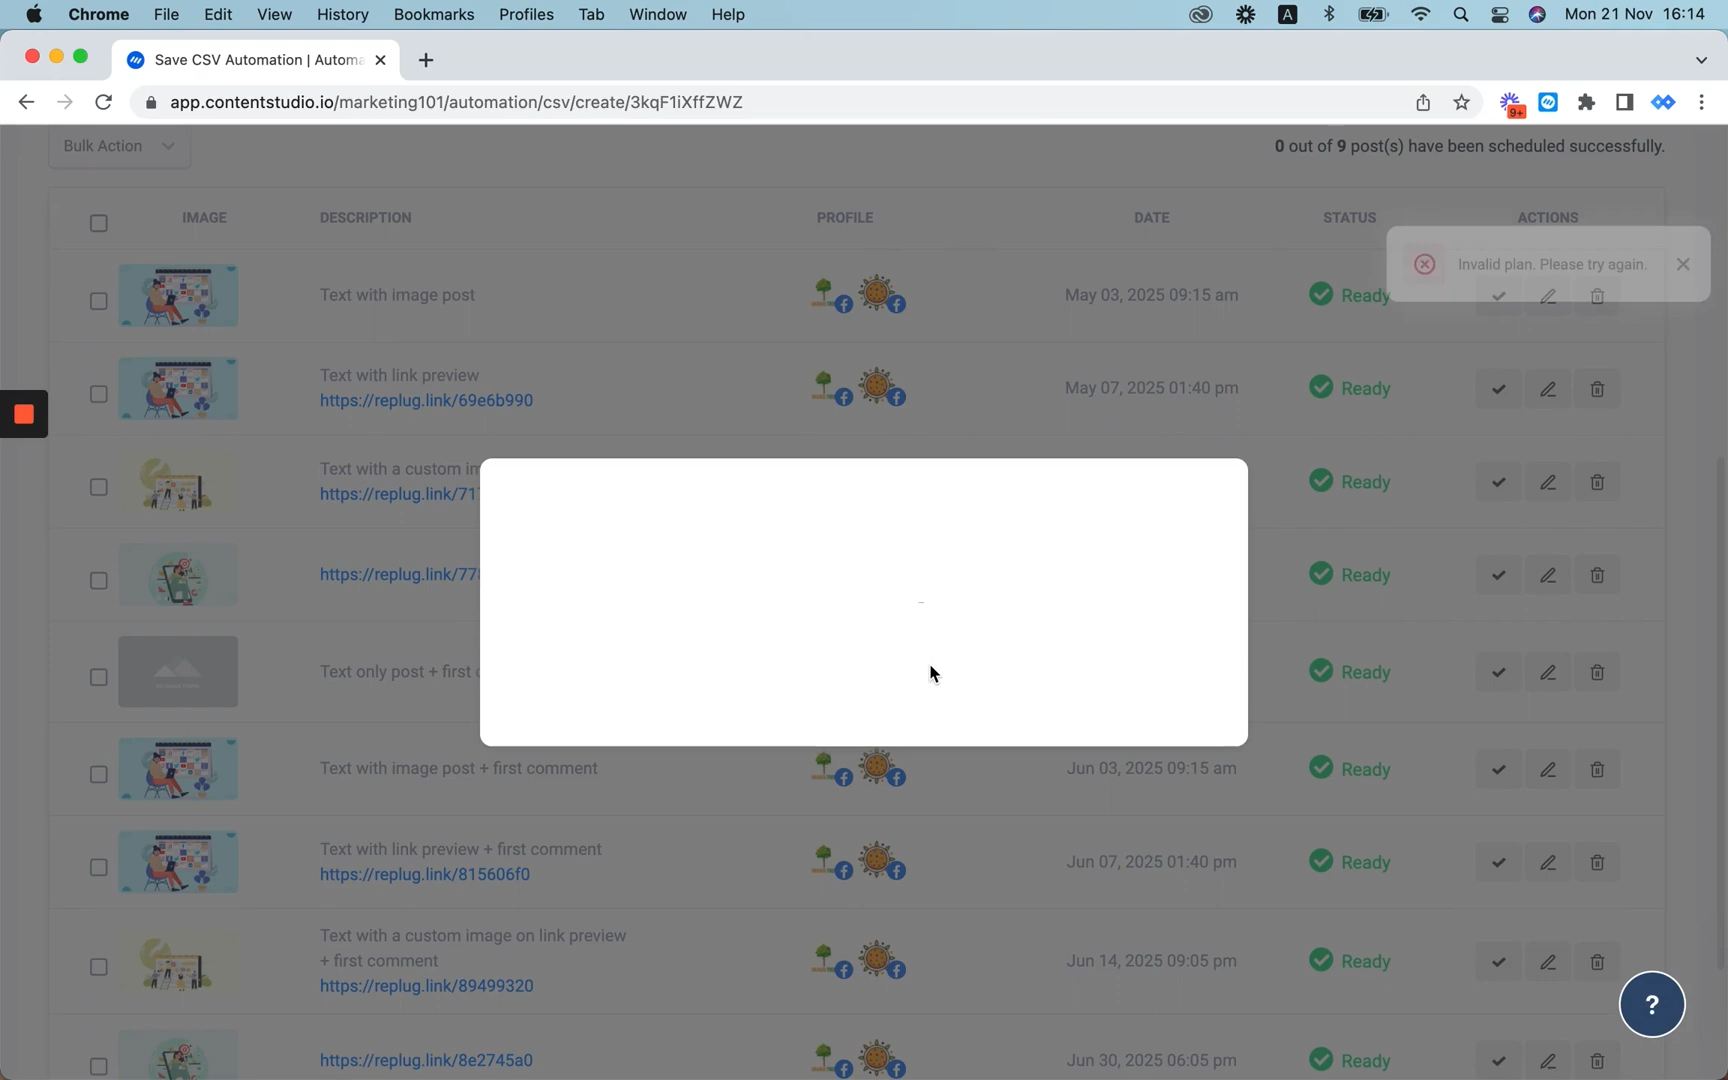 Chrome File Edit View History Bookmarks Profiles Tab Window Help A Mon 21 Nov 16:14
Save CSV Automation | Automa
app.contentstudio.io/marketing101/automation/csv/create/3kqF1iXffZWZ 9+
Bulk Action 0 out of 9 post(s) have been scheduled successfully.
IMAGE DESCRIPTION PROFILE DATE STATUS ACTIONS
Invalid plan. Please try again.
Text with image post May 03, 2025 09:15 am Ready
Text with link preview
https://replug.link/69e6b990 May 07, 2025 01:40 pm Ready
Text with a custom im
https://replug.link/71 Ready
https://replug.link/77 Ready
Text only post + first Ready
Text with image post + first comment Jun 03, 2025 09:15 am Ready
Text with link preview + first comment
https://replug.link/815606f0 Jun 07, 2025 01:40 pm Ready
Text with a custom image on link preview
+ first comment Jun 14, 2025 09:05 pm Ready
https://replug.link/89499320
?
https://replug.link/8e2745a0 Jun 30, 2025 06:05 pm Ready